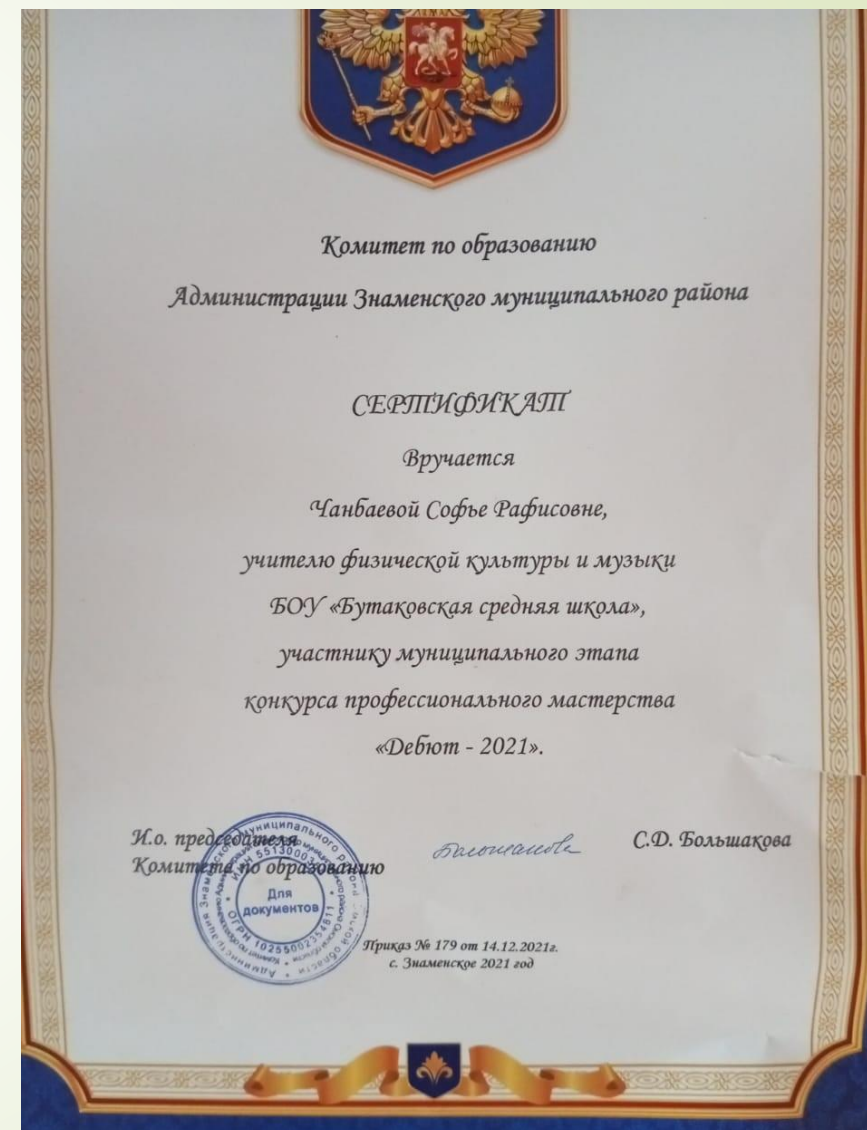 Комитет по образованию
Администрации Знаменского муниципального района
СЕРТИФИКАТ
Вручается
Чанбаевой Софье Рафисовне,
учителю физической культуры и музыки
БОУ «Бутаковская средняя школа»,
участнику муниципального этапа
конкурса профессионального мастерства
«Дебют - 2021».
И.о. председателя
Комитета по образованию
С.Д. Большакова
Для
документов
Приказ № 179 от 14.12.2021г.
с. Знаменское 2021 год